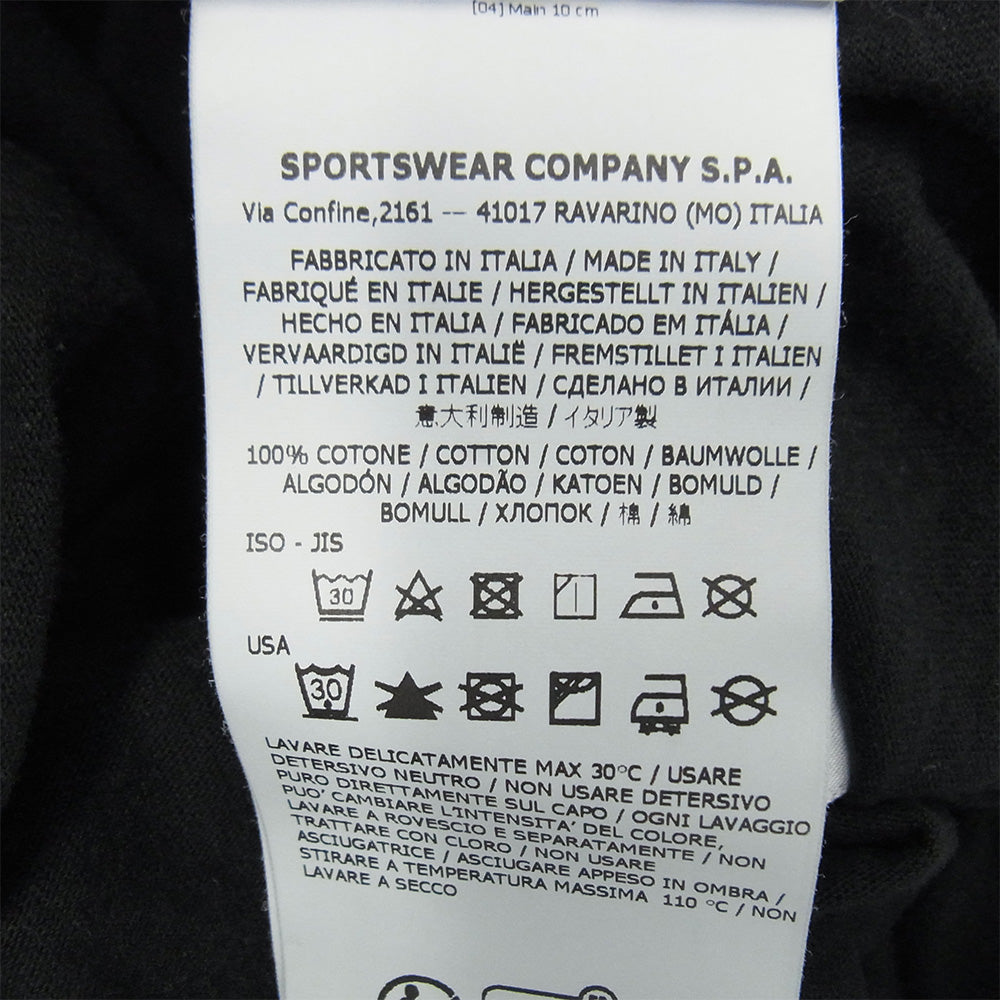 [04] Main 10 cm
SPORTSWEAR COMPANY S.P.A.
Via Confine,2161 -- 41017 RAVARINO (MO) ITALIA
FABBRICATO IN ITALIA / MADE IN ITALY /
FABRIQUÉ EN ITALIE / HERGESTELLT IN ITALIEN /
HECHO EN ITALIA / FABRICADO EM ITÁLIA /
VERVAARDIGD IN ITALIË / FREMSTILLET I ITALIEN
/ TILLVERKAD I ITALIEN / СДЕЛАНО В ИТАЛИИ /
意大利制造 / イタリア製
100% COTONE / COTTON / COTON / BAUMWOLLE /
ALGODÓN / ALGODÃO / KATOEN / BOMULD /
BOMULL / ХЛОПОК / 棉 / 綿
ISO - JIS
30
USA
30
LAVARE DELICATAMENTE MAX 30°C / USARE
DETERSIVO NEUTRO / NON USARE DETERSIVO
PURO DIRETTAMENTE SUL CAPO / OGNI LAVAGGIO
PUO' CAMBIARE L'INTENSITA' DEL COLORE,
LAVARE A ROVESCIO E SEPARATAMENTE / NON
TRATTARE CON CLORO / NON USARE
ASCIUGATRICE / ASCIUGARE APPESO IN OMBRA /
STIRARE A TEMPERATURA MASSIMA 110 °C / NON
LAVARE A SECCO